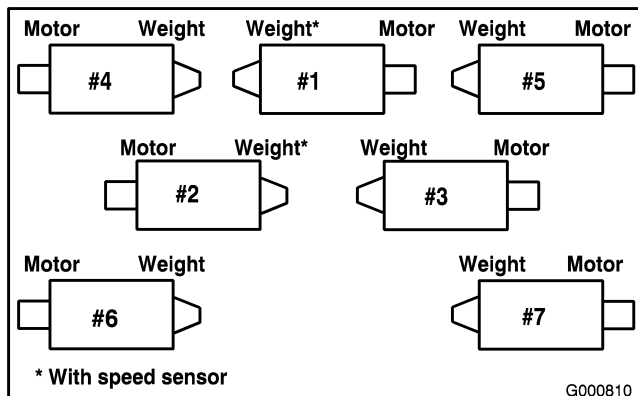 Motor Weight Weight* Motor Weight Motor
#4 #1 #5
Motor Weight* Weight Motor
#2 #3
Motor Weight Weight Motor
#6 #7
* With speed sensor
G000810